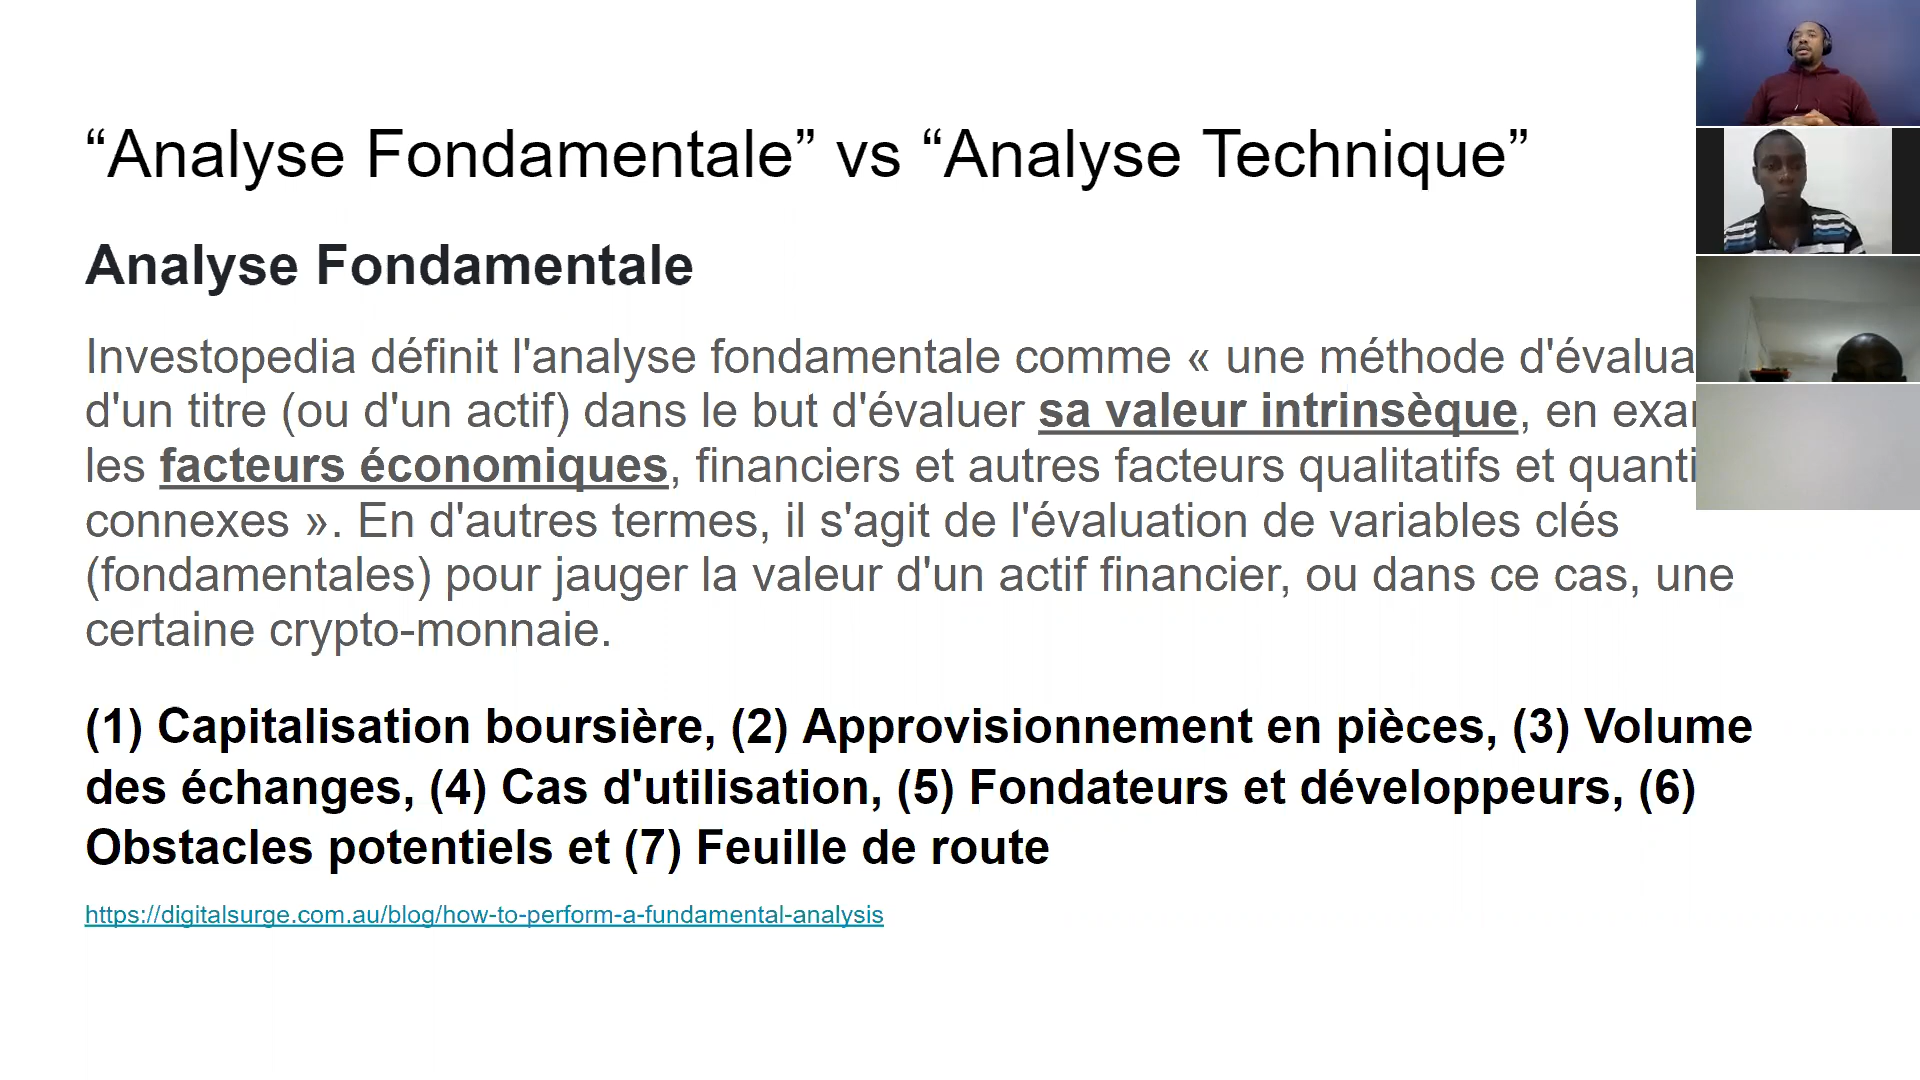 “Analyse Fondamentale” vs “Analyse Technique”
Analyse Fondamentale
Investopedia définit l'analyse fondamentale comme « une méthode
d'un titre (ou d'un actif) dans le but d'évaluer sa valeur intrinsèque, en
les facteurs économiques, financiers et autres facteurs qualitatifs et
connexes ». En d'autres termes, il s'agit de l'évaluation de variables clés
(fondamentales) pour jauger la valeur d'un actif financier, ou dans ce cas, une
certaine crypto-monnaie.
(1) Capitalisation boursière, (2) Approvisionnement en pièces, (3) Volume
des échanges, (4) Cas d'utilisation, (5) Fondateurs et développeurs, (6)
Obstacles potentiels et (7) Feuille de route
https://digitalsurge.com.au/blog/how-to-perform-a-fundamental-analysis